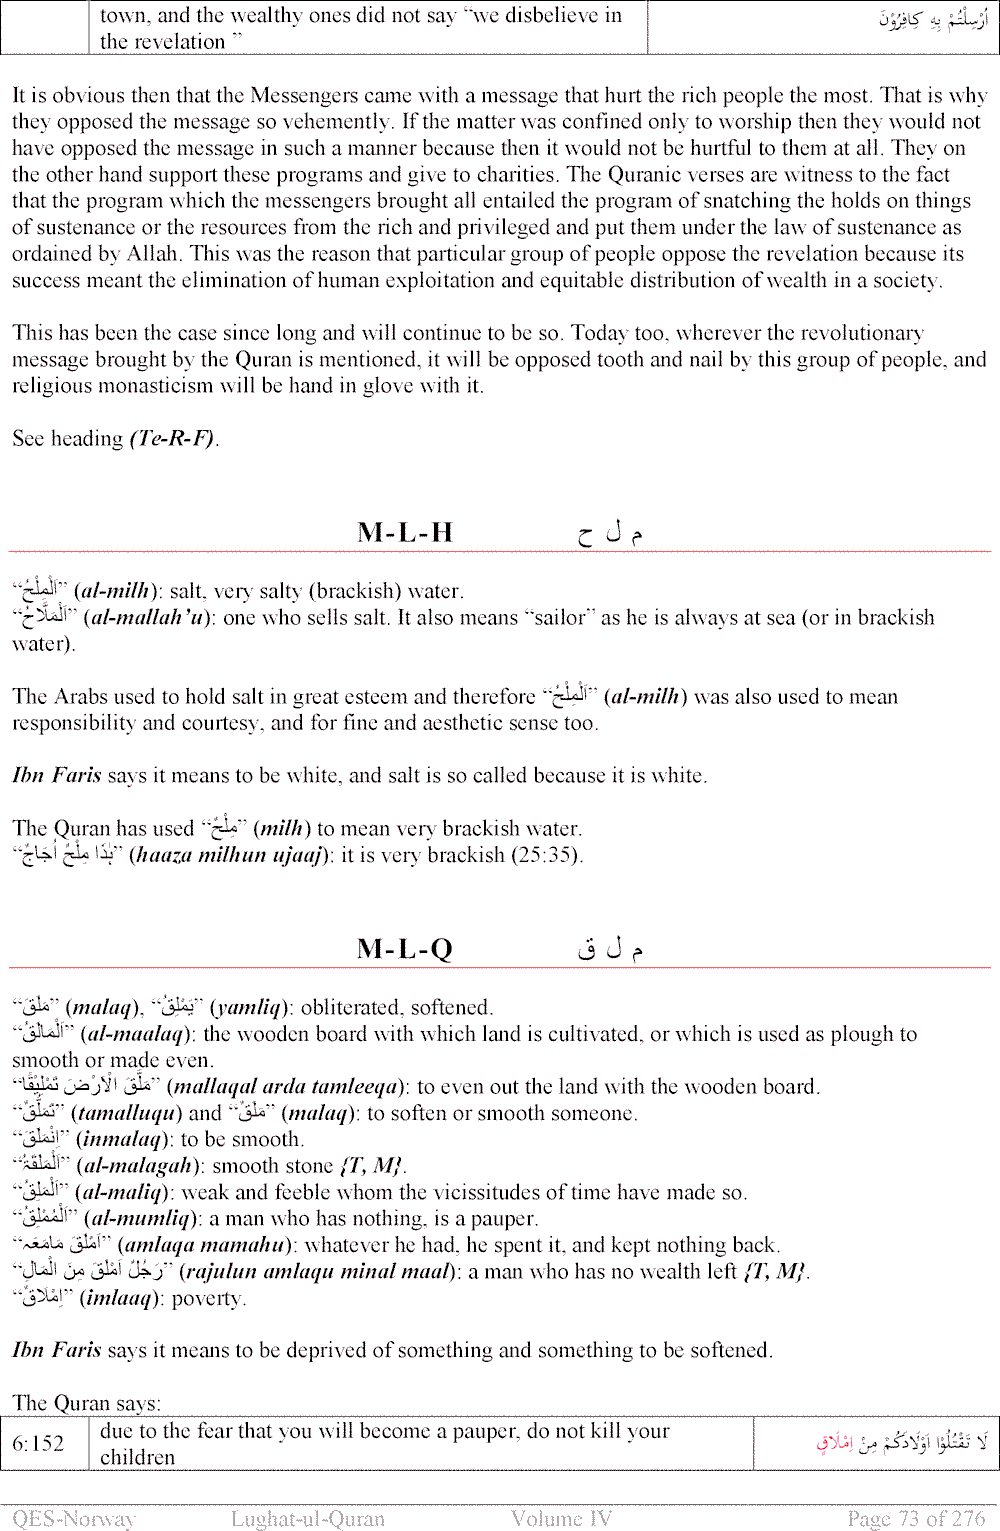 town, and the wealthy ones did not say “we disbelieve in the revelation ” اُرْسِلْتُمْ بِهٖ كَافِرُوْنَ
It is obvious then that the Messengers came with a message that hurt the rich people the most. That is why
they opposed the message so vehemently. If the matter was confined only to worship then they would not
have opposed the message in such a manner because then it would not be hurtful to them at all. They on
the other hand support these programs and give to charities. The Quranic verses are witness to the fact
that the program which the messengers brought all entailed the program of snatching the holds on things
of sustenance or the resources from the rich and privileged and put them under the law of sustenance as
ordained by Allah. This was the reason that particular group of people oppose the revelation because its
success meant the elimination of human exploitation and equitable distribution of wealth in a society.
This has been the case since long and will continue to be so. Today too, wherever the revolutionary
message brought by the Quran is mentioned, it will be opposed tooth and nail by this group of people, and
religious monasticism will be hand in glove with it.
See heading (Te-R-F).
M-L-H م ل ح
“اَلْمِلْحُ” (al-milh): salt, very salty (brackish) water.
“اَلْمَلَّاحُ” (al-mallah’u): one who sells salt. It also means “sailor” as he is always at sea (or in brackish
water).
The Arabs used to hold salt in great esteem and therefore “اَلْمِلْحُ” (al-milh) was also used to mean
responsibility and courtesy, and for fine and aesthetic sense too.
Ibn Faris says it means to be white, and salt is so called because it is white.
The Quran has used “مِلْحٌ” (milh) to mean very brackish water.
“ہٰذَا مِلْحٌ اُجَاجٌ” (haaza milhun ujaaj): it is very brackish (25:35).
M-L-Q م ل ق
“مَلَقَ” (malaq), “يَمْلِقُ” (yamliq): obliterated, softened.
“اَلْمَالَقُ” (al-maalaq): the wooden board with which land is cultivated, or which is used as plough to
smooth or made even.
“مَلَّقَ الْاَرْضَ تَمْلِيْقًا” (mallaqal arda tamleeqa): to even out the land with the wooden board.
“تَمَلُّقٌ” (tamalluqu) and “مَلَقٌ” (malaq): to soften or smooth someone.
“اِنْمَلَقَ” (inmalaq): to be smooth.
“اَلْمَلَقَۃُ” (al-malagah): smooth stone {T, M}.
“اَلْمَلِقُ” (al-maliq): weak and feeble whom the vicissitudes of time have made so.
“اَلْمُمْلِقُ” (al-mumliq): a man who has nothing, is a pauper.
“اَمْلَقَ مَامَعَہٗ” (amlaqa mamahu): whatever he had, he spent it, and kept nothing back.
“رَجُلٌ اَمْلَقَ مِنَ الْمَالِ” (rajulun amlaqu minal maal): a man who has no wealth left {T, M}.
“اِمْلَاقٌ” (imlaaq): poverty.
Ibn Faris says it means to be deprived of something and something to be softened.
The Quran says:
6:152 due to the fear that you will become a pauper, do not kill your children لَا تَقْتُلُوْا اَوْلَادَكُمْ مِنْ اِمْلَاقٍ
QES-Norway Lughat-ul-Quran Volume IV Page 73 of 276